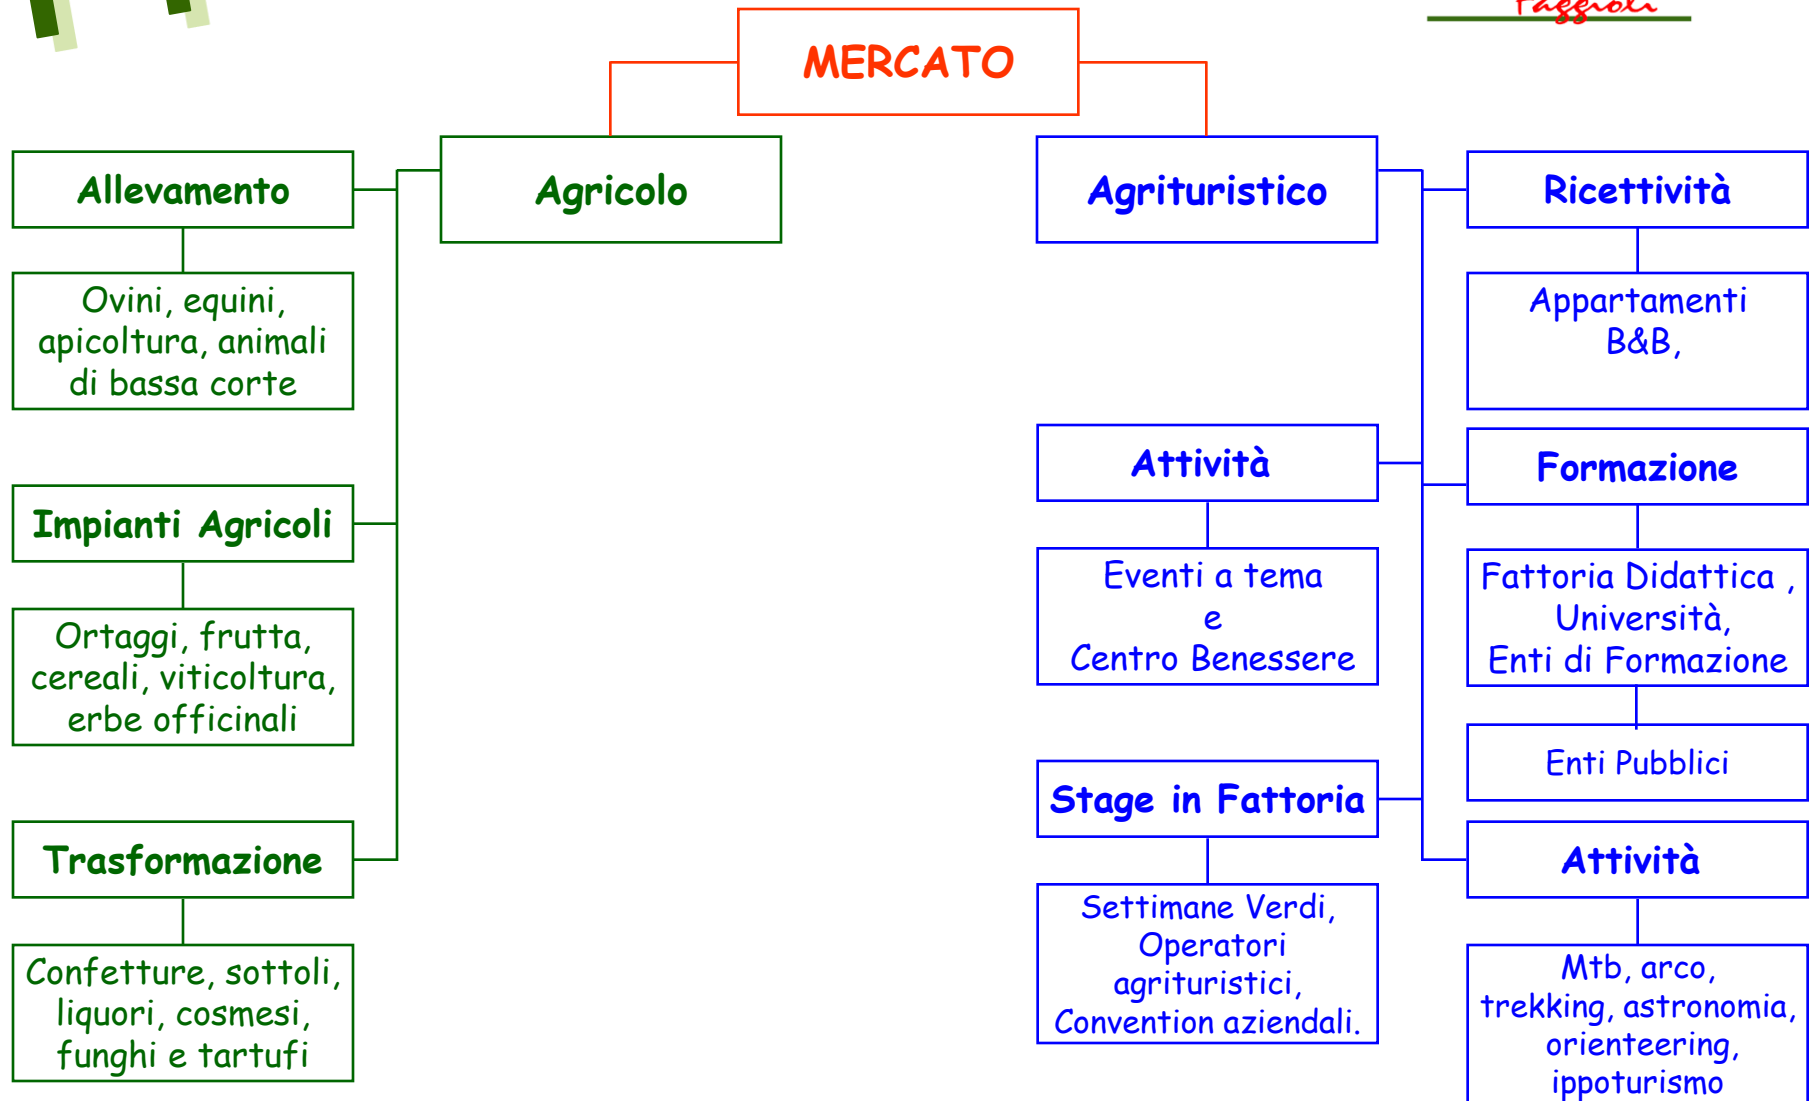 Faggioli
MERCATO
Agricolo
Allevamento
Ovini, equini,
apicoltura, animali
di bassa corte
Impianti Agricoli
Ortaggi, frutta,
cereali, viticoltura,
erbe officinali
Trasformazione
Confetture, sottoli,
liquori, cosmesi,
funghi e tartufi
Agrituristico
Attività
Eventi a tema
e
Centro Benessere
Stage in Fattoria
Settimane Verdi,
Operatori
agrituristici,
Convention aziendali.
Ricettività
Appartamenti
B&B,
Formazione
Fattoria Didattica ,
Università,
Enti di Formazione
Enti Pubblici
Attività
Mtb, arco,
trekking, astronomia,
orienteering,
ippoturismo